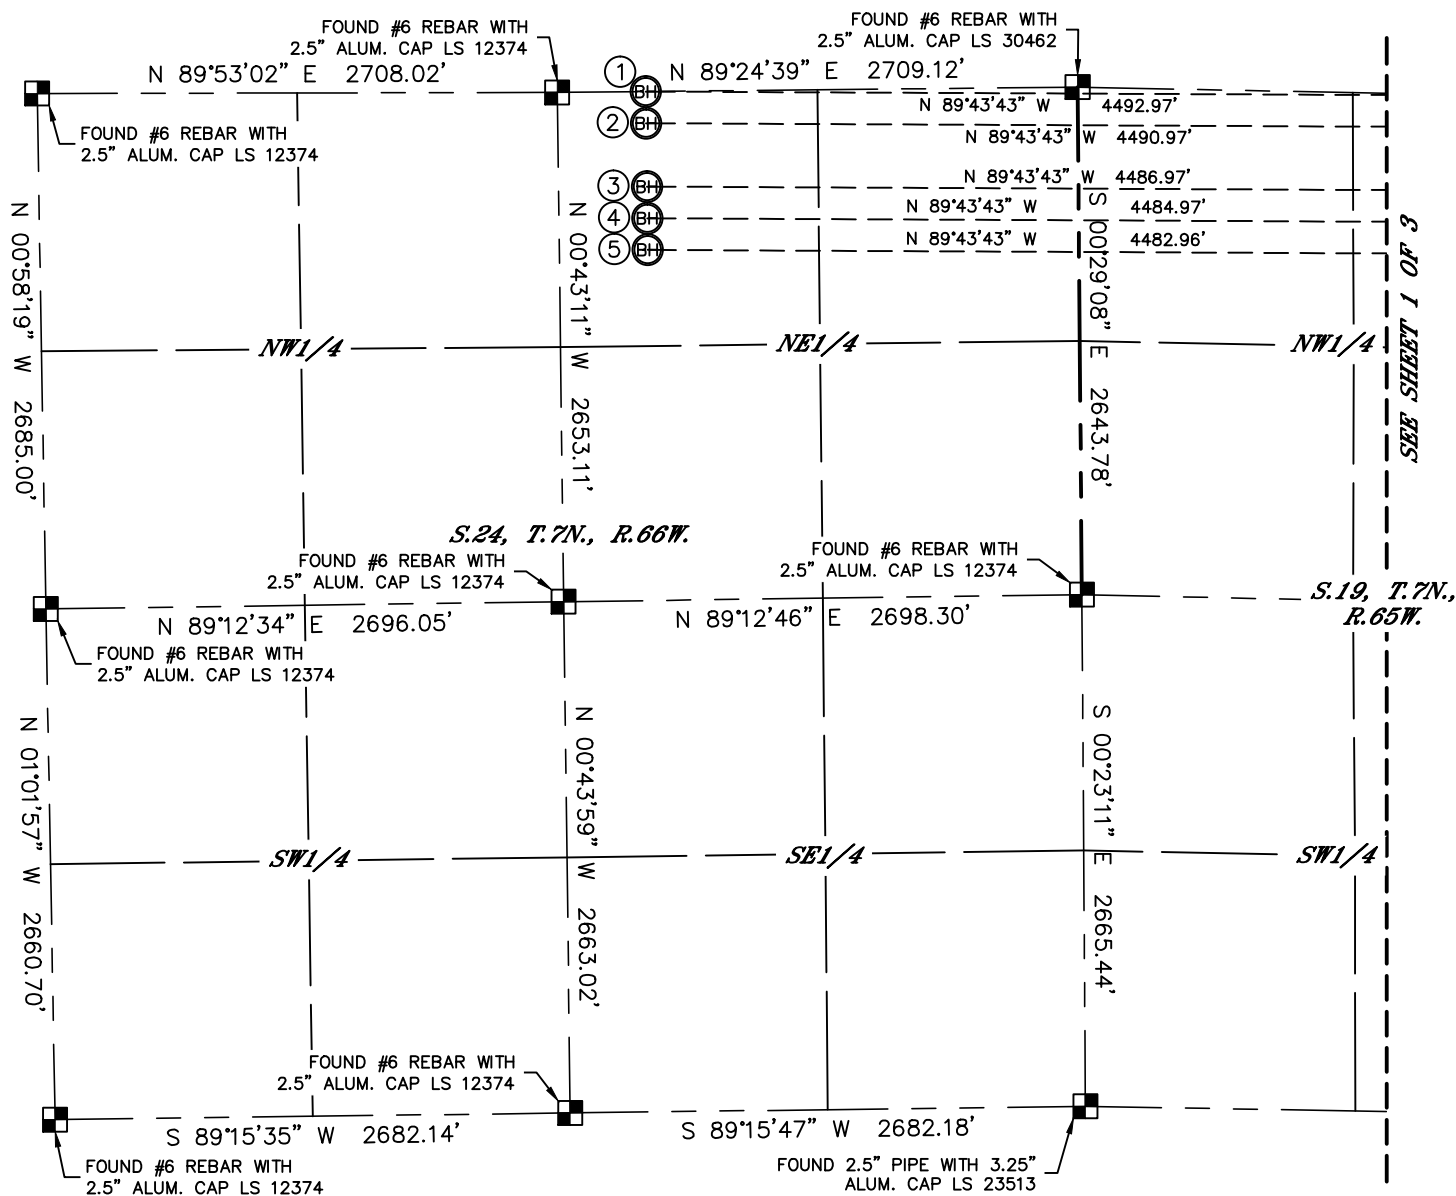 FOUND #6 REBAR WITH
2.5" ALUM. CAP LS 12374
FOUND #6 REBAR WITH
2.5" ALUM. CAP LS 30462
N 89°53'02" E 2708.02'
1
BH
N 89°24'39" E 2709.12'
N 89°43'43" W 4492.97'
FOUND #6 REBAR WITH
2.5" ALUM. CAP LS 12374
2
BH
N 89°43'43" W 4490.97'
3
BH
N 89°43'43" W 4486.97'
4
BH
N 89°43'43" W 4484.97'
5
BH
N 89°43'43" W 4482.96'
N 00°58'19" W 2685.00'
N 00°43'11" W 2653.11'
S 00°29'08" E 2643.78'
SEE SHEET 1 OF 3
NW1/4
NE1/4
NW1/4
S.24, T.7N., R.66W.
FOUND #6 REBAR WITH
2.5" ALUM. CAP LS 12374
FOUND #6 REBAR WITH
2.5" ALUM. CAP LS 12374
S.19, T.7N.,
R.65W.
N 89°12'34" E 2696.05'
N 89°12'46" E 2698.30'
FOUND #6 REBAR WITH
2.5" ALUM. CAP LS 12374
N 01°01'57" W 2660.70'
N 00°43'59" W 2663.02'
S 00°23'11" E 2665.44'
SW1/4
SE1/4
SW1/4
FOUND #6 REBAR WITH
2.5" ALUM. CAP LS 12374
S 89°15'35" W 2682.14'
S 89°15'47" W 2682.18'
FOUND #6 REBAR WITH
2.5" ALUM. CAP LS 12374
FOUND 2.5" PIPE WITH 3.25"
ALUM. CAP LS 23513